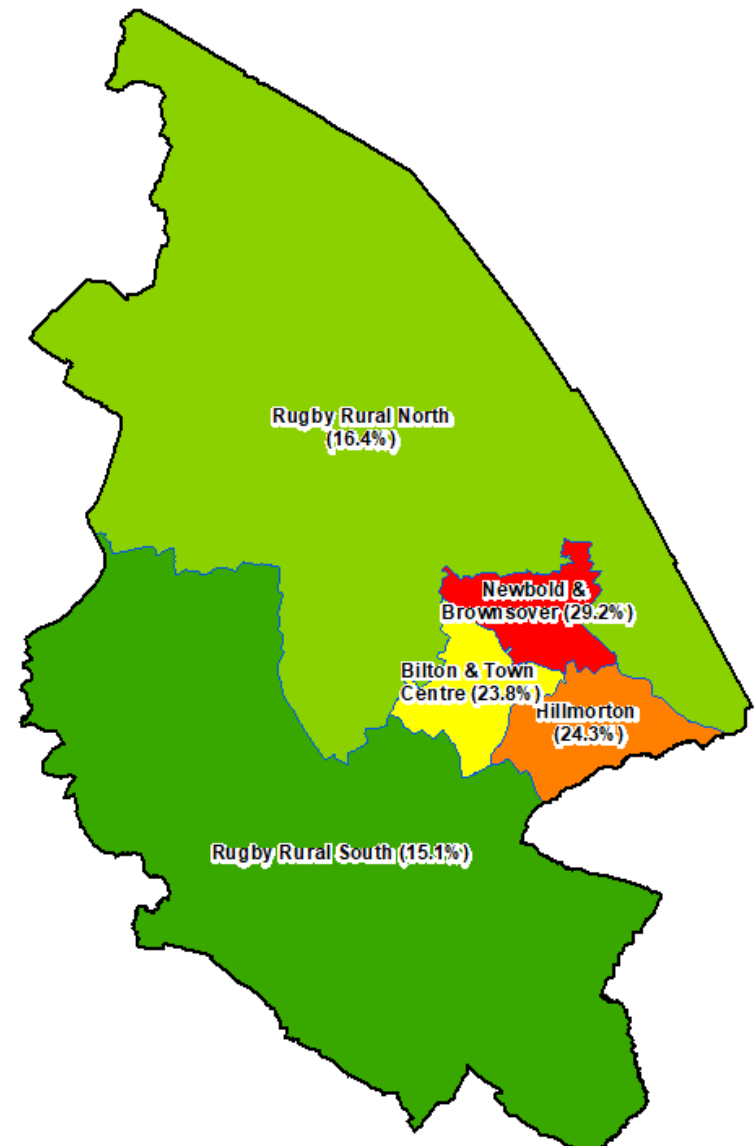 Rugby Rural North
(16.4%)
Newbold &
Brownsover (29.2%)
Bilton & Town
Centre (23.8%)
Hillmorton
(24.3%)
Rugby Rural South (15.1%)